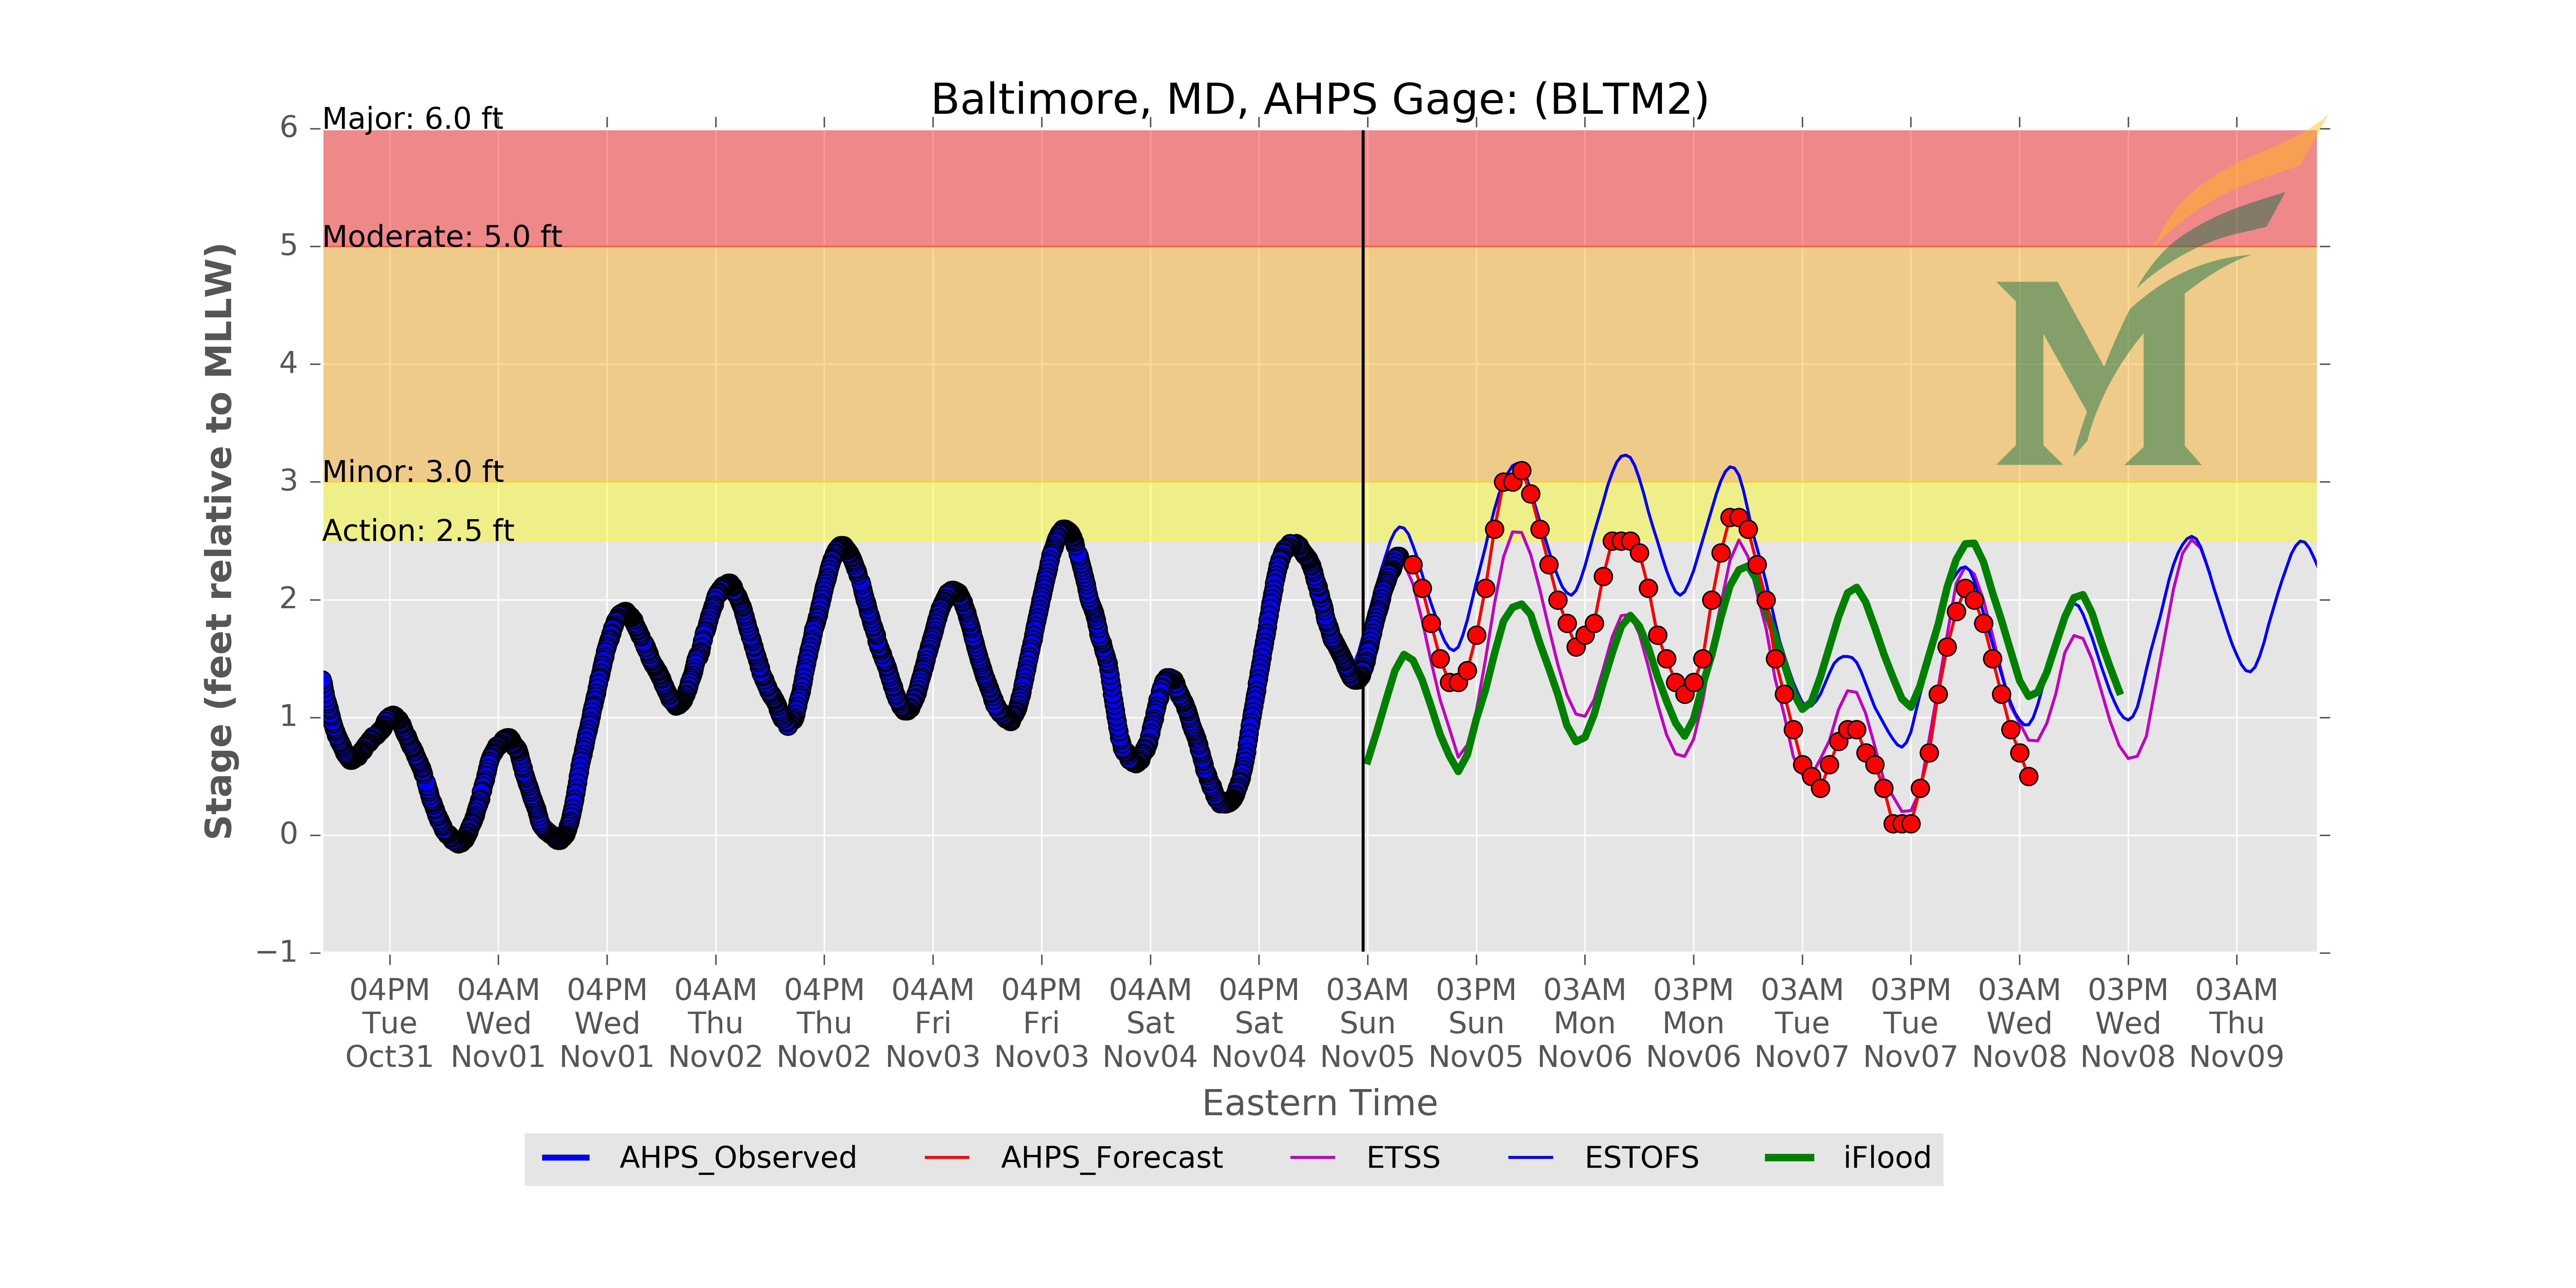 Baltimore, MD, AHPS Gage: (BLTM2)
Major: 6.0 ft
Moderate: 5.0 ft
Minor: 3.0 ft
Action: 2.5 ft
6
5
4
3
2
1
0
−1
Stage (feet relative to MLLW)
04PM 04AM 04PM 04AM 04PM 04AM 04PM 04AM 04PM 03AM 03PM 03AM 03PM 03AM 03PM 03AM 03PM 03AM
Tue Wed Wed Thu Thu Fri Fri Sat Sat Sun Sun Mon Mon Tue Tue Wed Wed Thu
Oct31 Nov01 Nov01 Nov02 Nov02 Nov03 Nov03 Nov04 Nov04 Nov05 Nov05 Nov06 Nov06 Nov07 Nov07 Nov08 Nov08 Nov09
Eastern Time
AHPS_Observed AHPS_Forecast ETSS ESTOFS iFlood
M